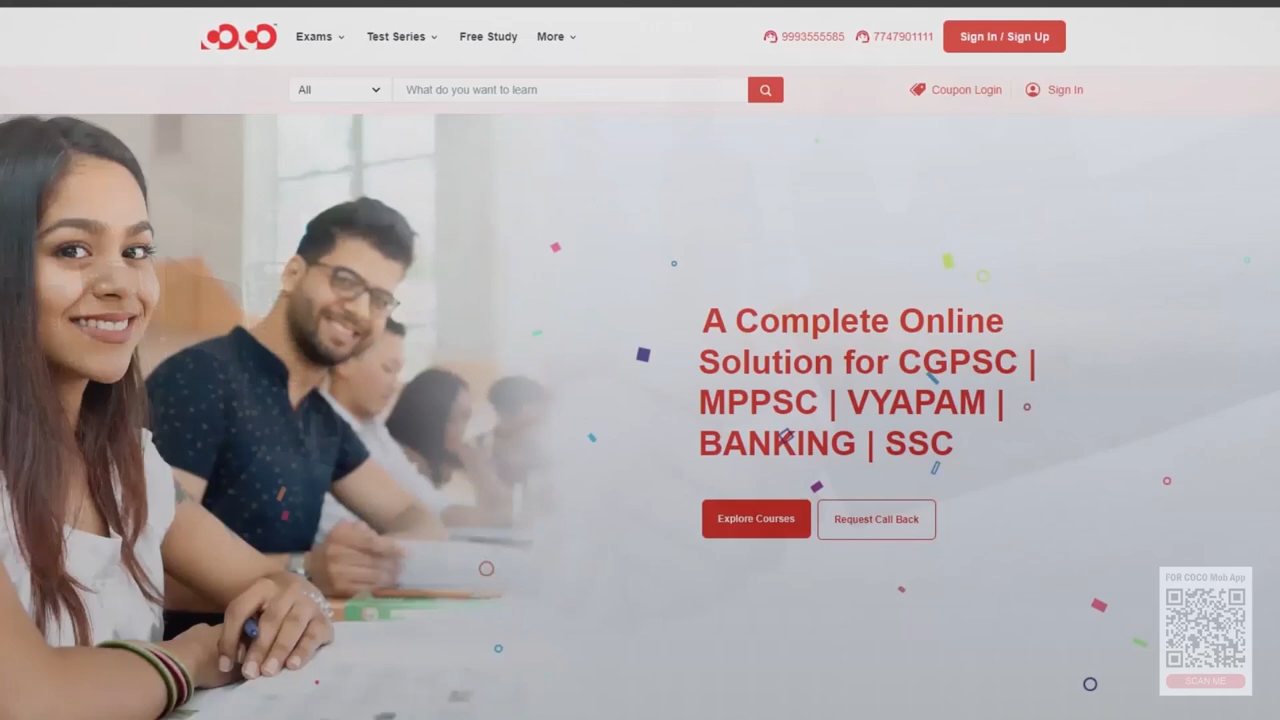 COCO
Exams
Test Series
Free Study
More
9993555585
7747901111
Sign In / Sign Up
All
What do you want to learn
Coupon Login
Sign In
A Complete Online
Solution for CGPSC |
MPPSC | VYAPAM |
BANKING | SSC
Explore Courses
Request Call Back
FOR COCO Mob App
SCAN ME